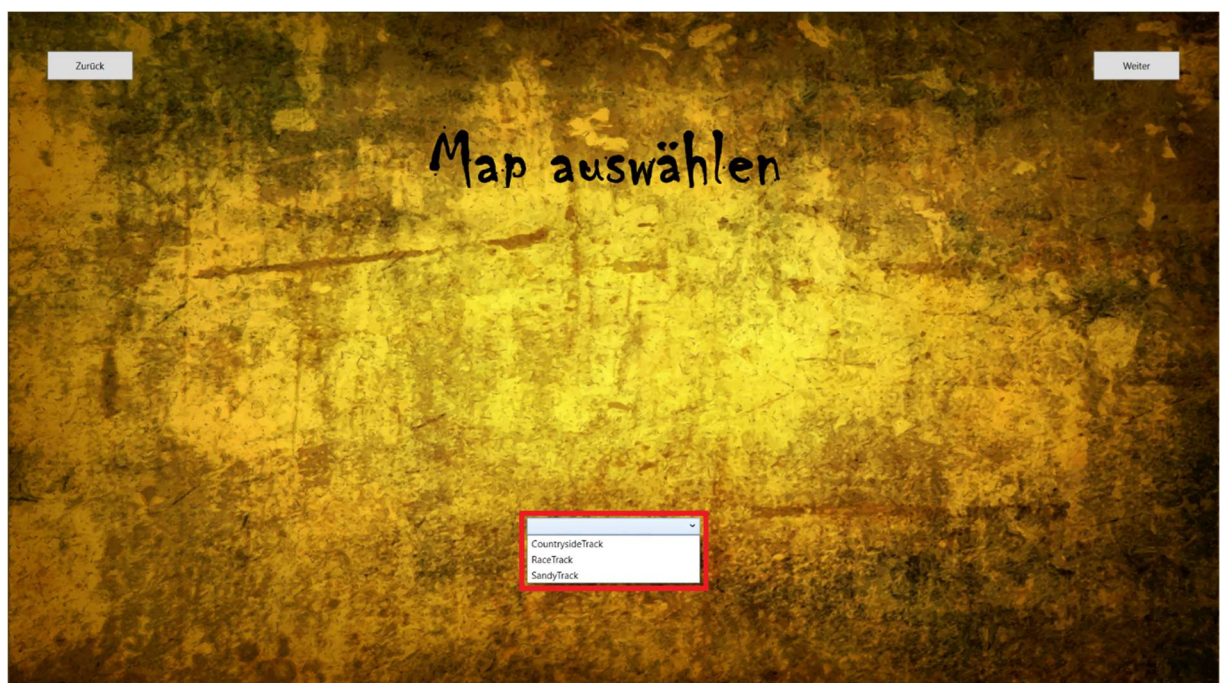 Zurück
Weiter
Map auswählen
CountrysideTrack
RaceTrack
SandyTrack